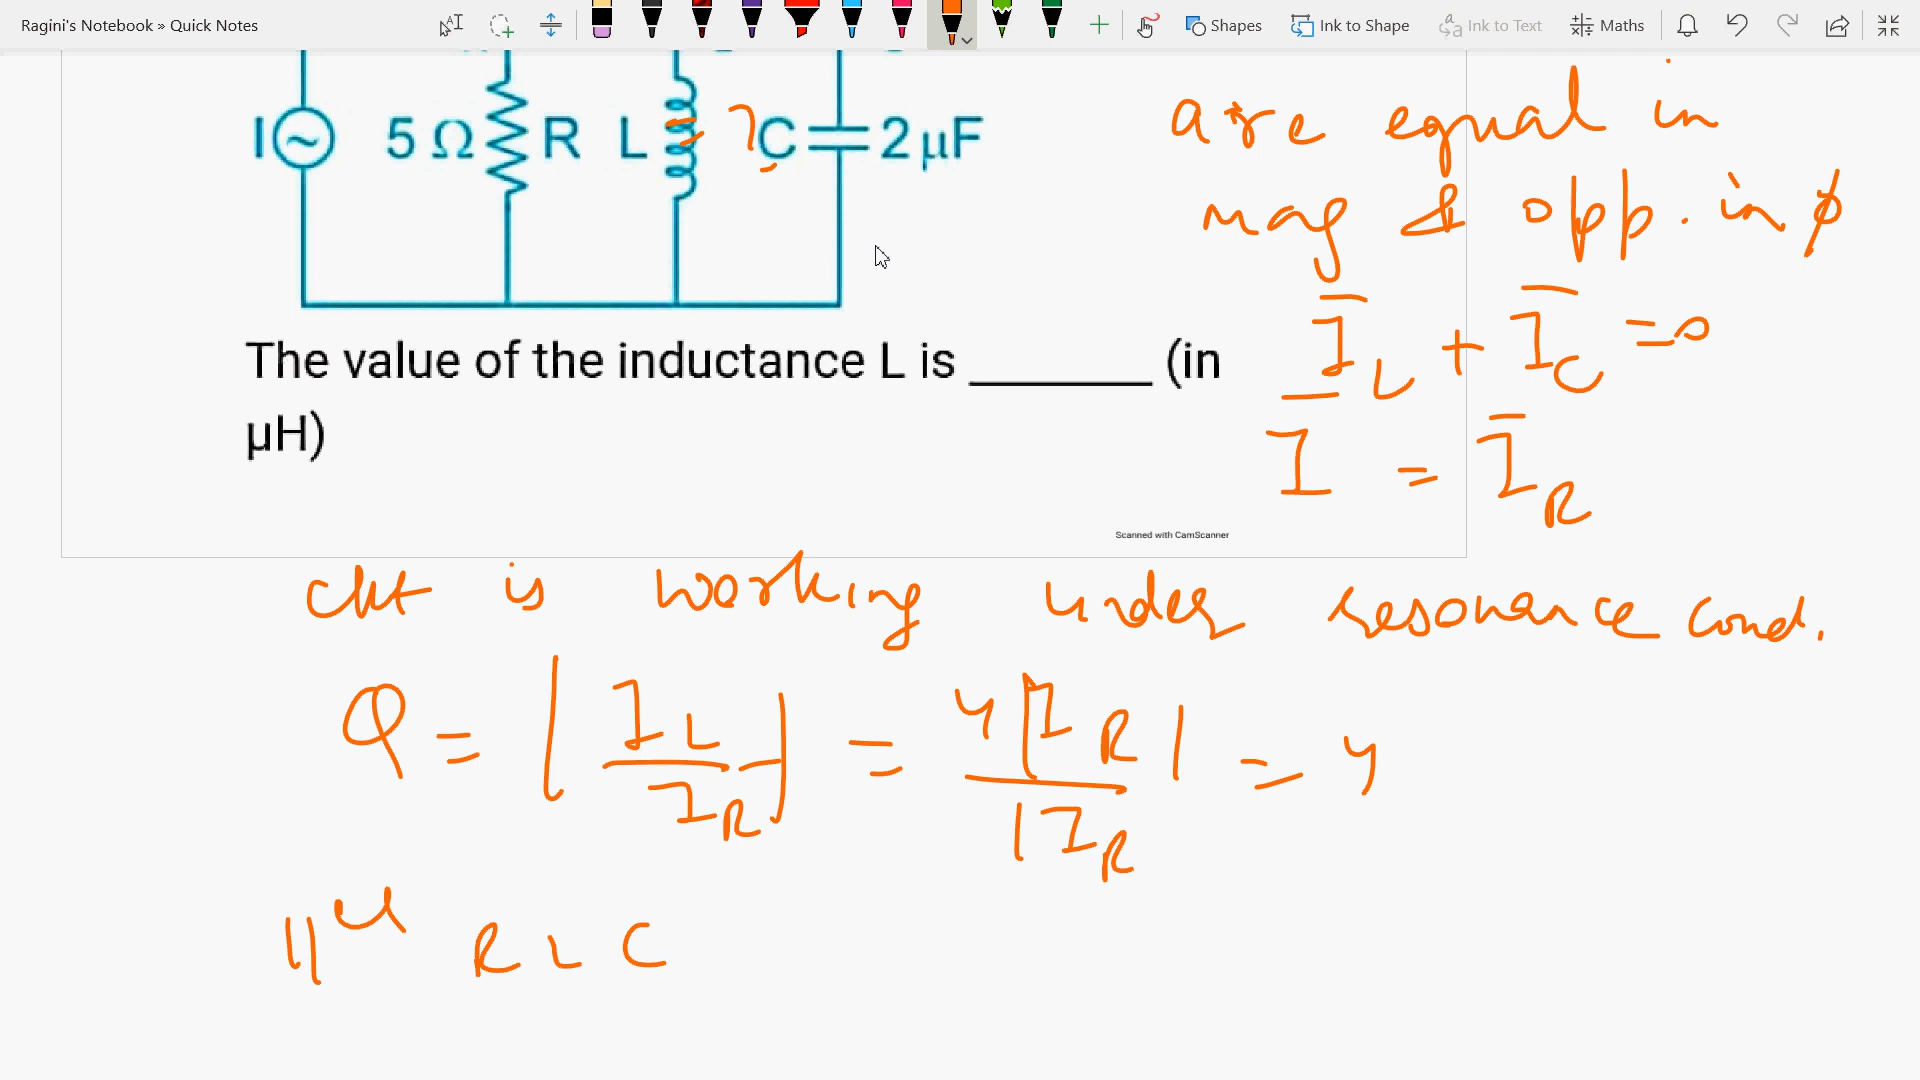 Ragini's Notebook » Quick Notes
Shapes Ink to Shape Ink to Text Maths
I 5 Ω R L ? C 2 µF
The value of the inductance L is ________ (in
µH)
Scanned with CamScanner
are equal in
mag & opp. in φ
I̅L + I̅C = 0
I̅ = I̅R
ckt is working under resonance cond.
Q = |IL/IR| = 4|IR|/|IR = 4
||el R L C